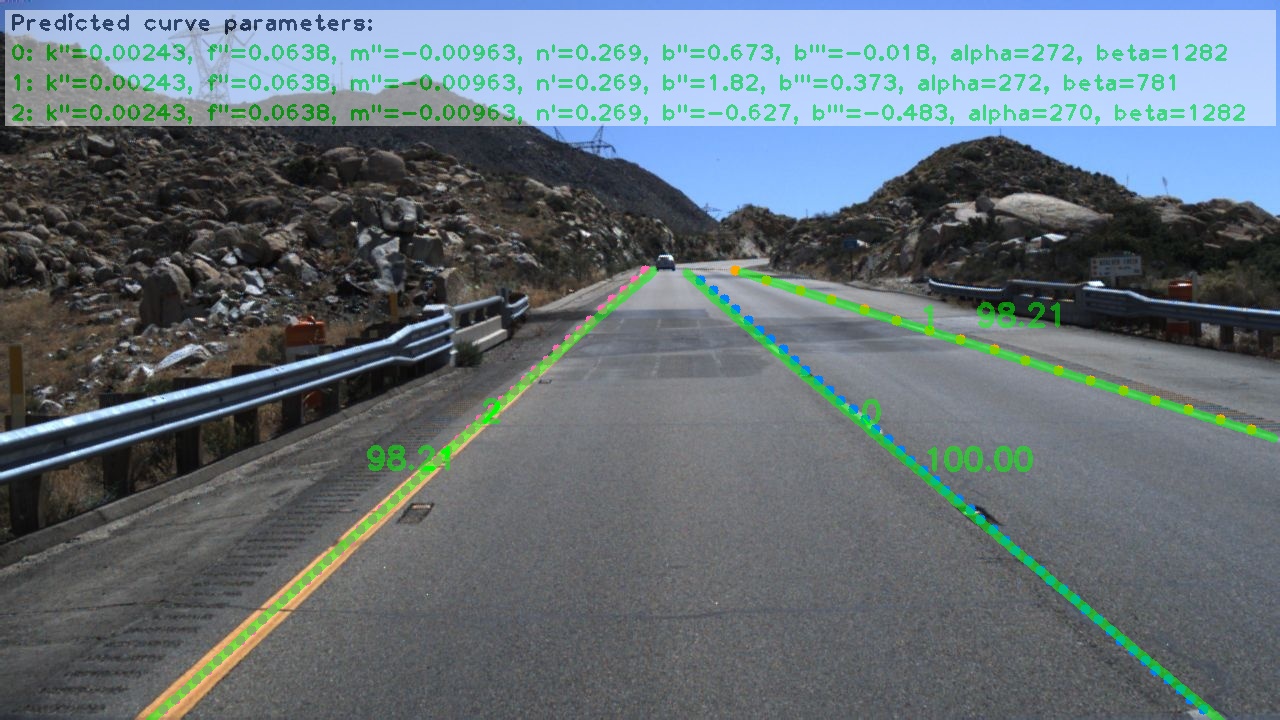 Predicted curve parameters:
0: k''=0.00243, f''=0.0638, m''=-0.00963, n'=0.269, b''=0.673, b'''=-0.018, alpha=272, beta=1282
1: k''=0.00243, f''=0.0638, m''=-0.00963, n'=0.269, b''=1.82, b'''=0.373, alpha=272, beta=781
2: k''=0.00243, f''=0.0638, m''=-0.00963, n'=0.269, b''=-0.627, b'''=-0.483, alpha=270, beta=1282
1 98.21
2 0
98.21 100.00